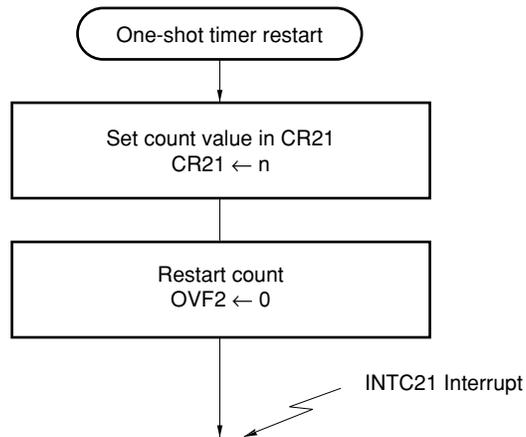 One-shot timer restart
Set count value in CR21
CR21 ← n
Restart count
OVF2 ← 0
INTC21 Interrupt